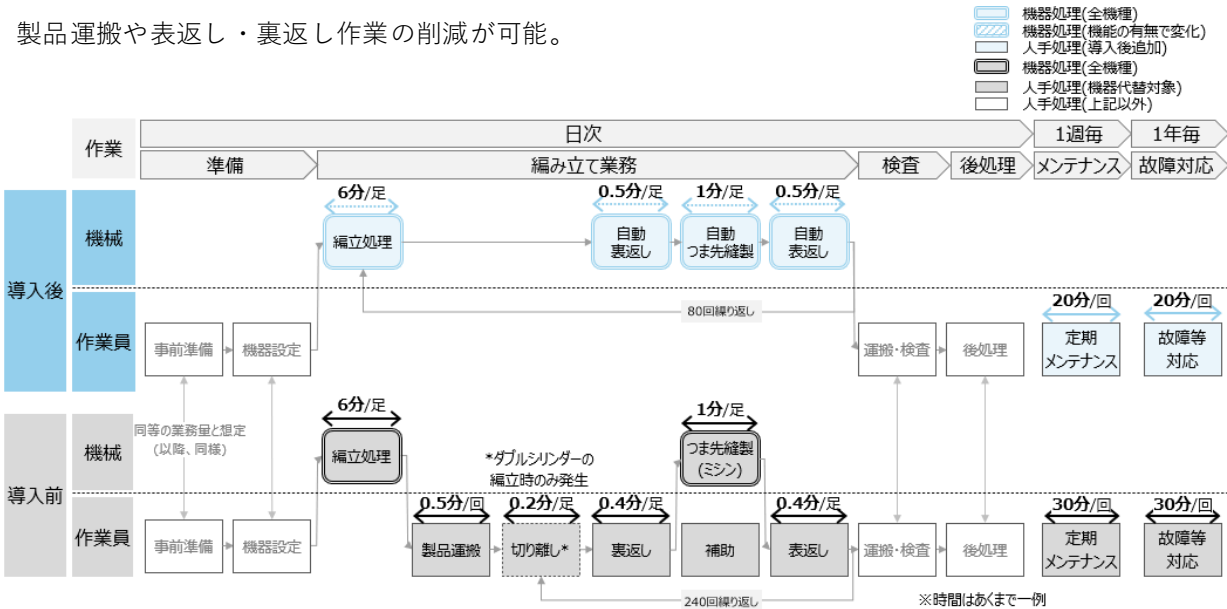 製品運搬や表返し・裏返し作業の削減が可能。
機器処理(全機種)
機器処理(機能の有無で変化)
人手処理(導入後追加)
機器処理(全機種)
人手処理(機器代替対象)
人手処理(上記以外)
作業
日次
1週毎
1年毎
準備
編み立て業務
検査
後処理
メンテナンス
故障対応
導入後
機械
6分/足
編立処理
0.5分/足
自動
裏返し
1分/足
自動
つま先縫製
0.5分/足
自動
表返し
80回繰り返し
作業員
事前準備
機器設定
運搬・検査
後処理
20分/回
定期
メンテナンス
20分/回
故障等
対応
同等の業務量と想定
(以降、同様)
導入前
機械
6分/足
編立処理
*ダブルシリンダーの
編立時のみ発生
1分/足
つま先縫製
(ミシン)
作業員
事前準備
機器設定
0.5分/回
製品運搬
0.2分/足
切り離し*
0.4分/足
裏返し
補助
0.4分/足
表返し
運搬・検査
後処理
30分/回
定期
メンテナンス
30分/回
故障等
対応
240回繰り返し
※時間はあくまで一例